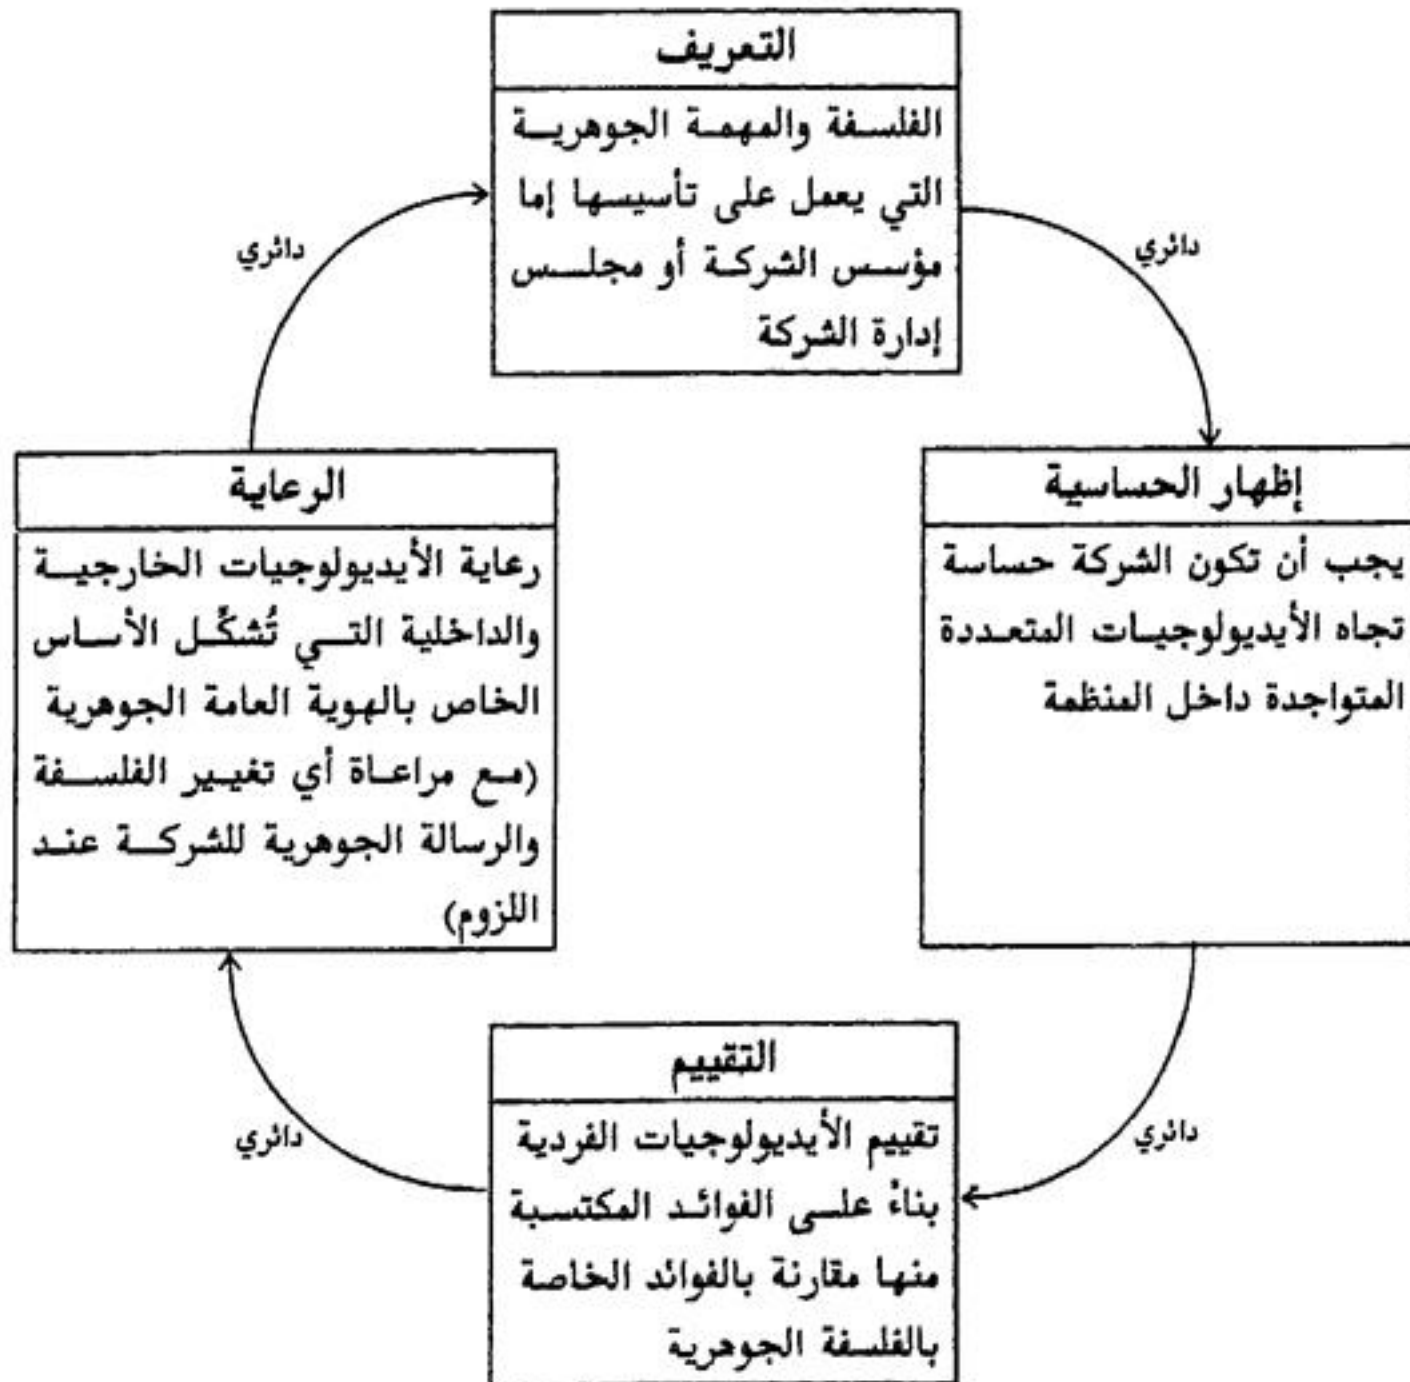 التعريف
الفلسفة والمهمة الجوهرية
التي يعمل على تأسيسها إما
مؤسس الشركة أو مجلس
إدارة الشركة
دائري
إظهار الحساسية
يجب أن تكون الشركة حساسة
تجاه الأيديولوجيات المتعددة
المتواجدة داخل المنظمة
دائري
التقييم
تقييم الأيديولوجيات الفردية
بناءً على الفوائد المكتسبة
منها مقارنة بالفوائد الخاصة
بالفلسفة الجوهرية
دائري
الرعاية
رعاية الأيديولوجيات الخارجية
والداخلية التي تُشكِّل الأساس
الخاص بالهوية العامة الجوهرية
(مع مراعاة أي تغيير الفلسفة
والرسالة الجوهرية للشركة عند
اللزوم)
دائري